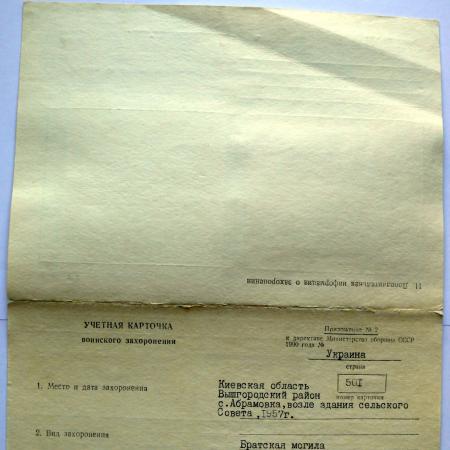 11. Дополнительная информация о захоронении
УЧЕТНАЯ КАРТОЧКА
воинского захоронения
Приложение № 2
к директиве Министерства обороны СССР
1990 года №
Украина
страна
501
номер карточки
1. Место и дата захоронения
Киевская область
Вышгородский район
с.Абрамовка,возле здания сельского
Совета ,1957г.
2. Вид захоронения
Братская могила